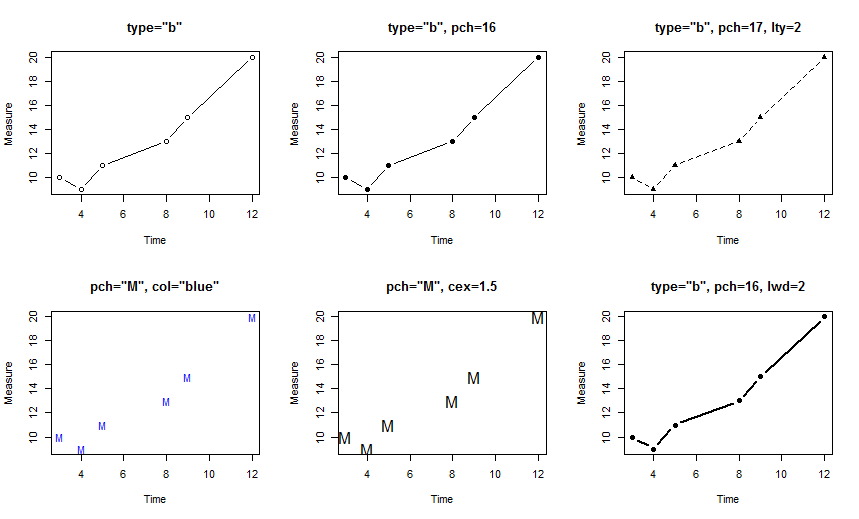 type="b"
20
18
16
14
12
10
Measure
4 6 8 10 12
Time
type="b", pch=16
20
18
16
14
12
10
Measure
4 6 8 10 12
Time
type="b", pch=17, lty=2
20
18
16
14
12
10
Measure
4 6 8 10 12
Time
pch="M", col="blue"
20
18
16
14
12
10
Measure
M
M
M
M
M
M
4 6 8 10 12
Time
pch="M", cex=1.5
20
18
16
14
12
10
Measure
M
M
M
M
M
M
4 6 8 10 12
Time
type="b", pch=16, lwd=2
20
18
16
14
12
10
Measure
4 6 8 10 12
Time